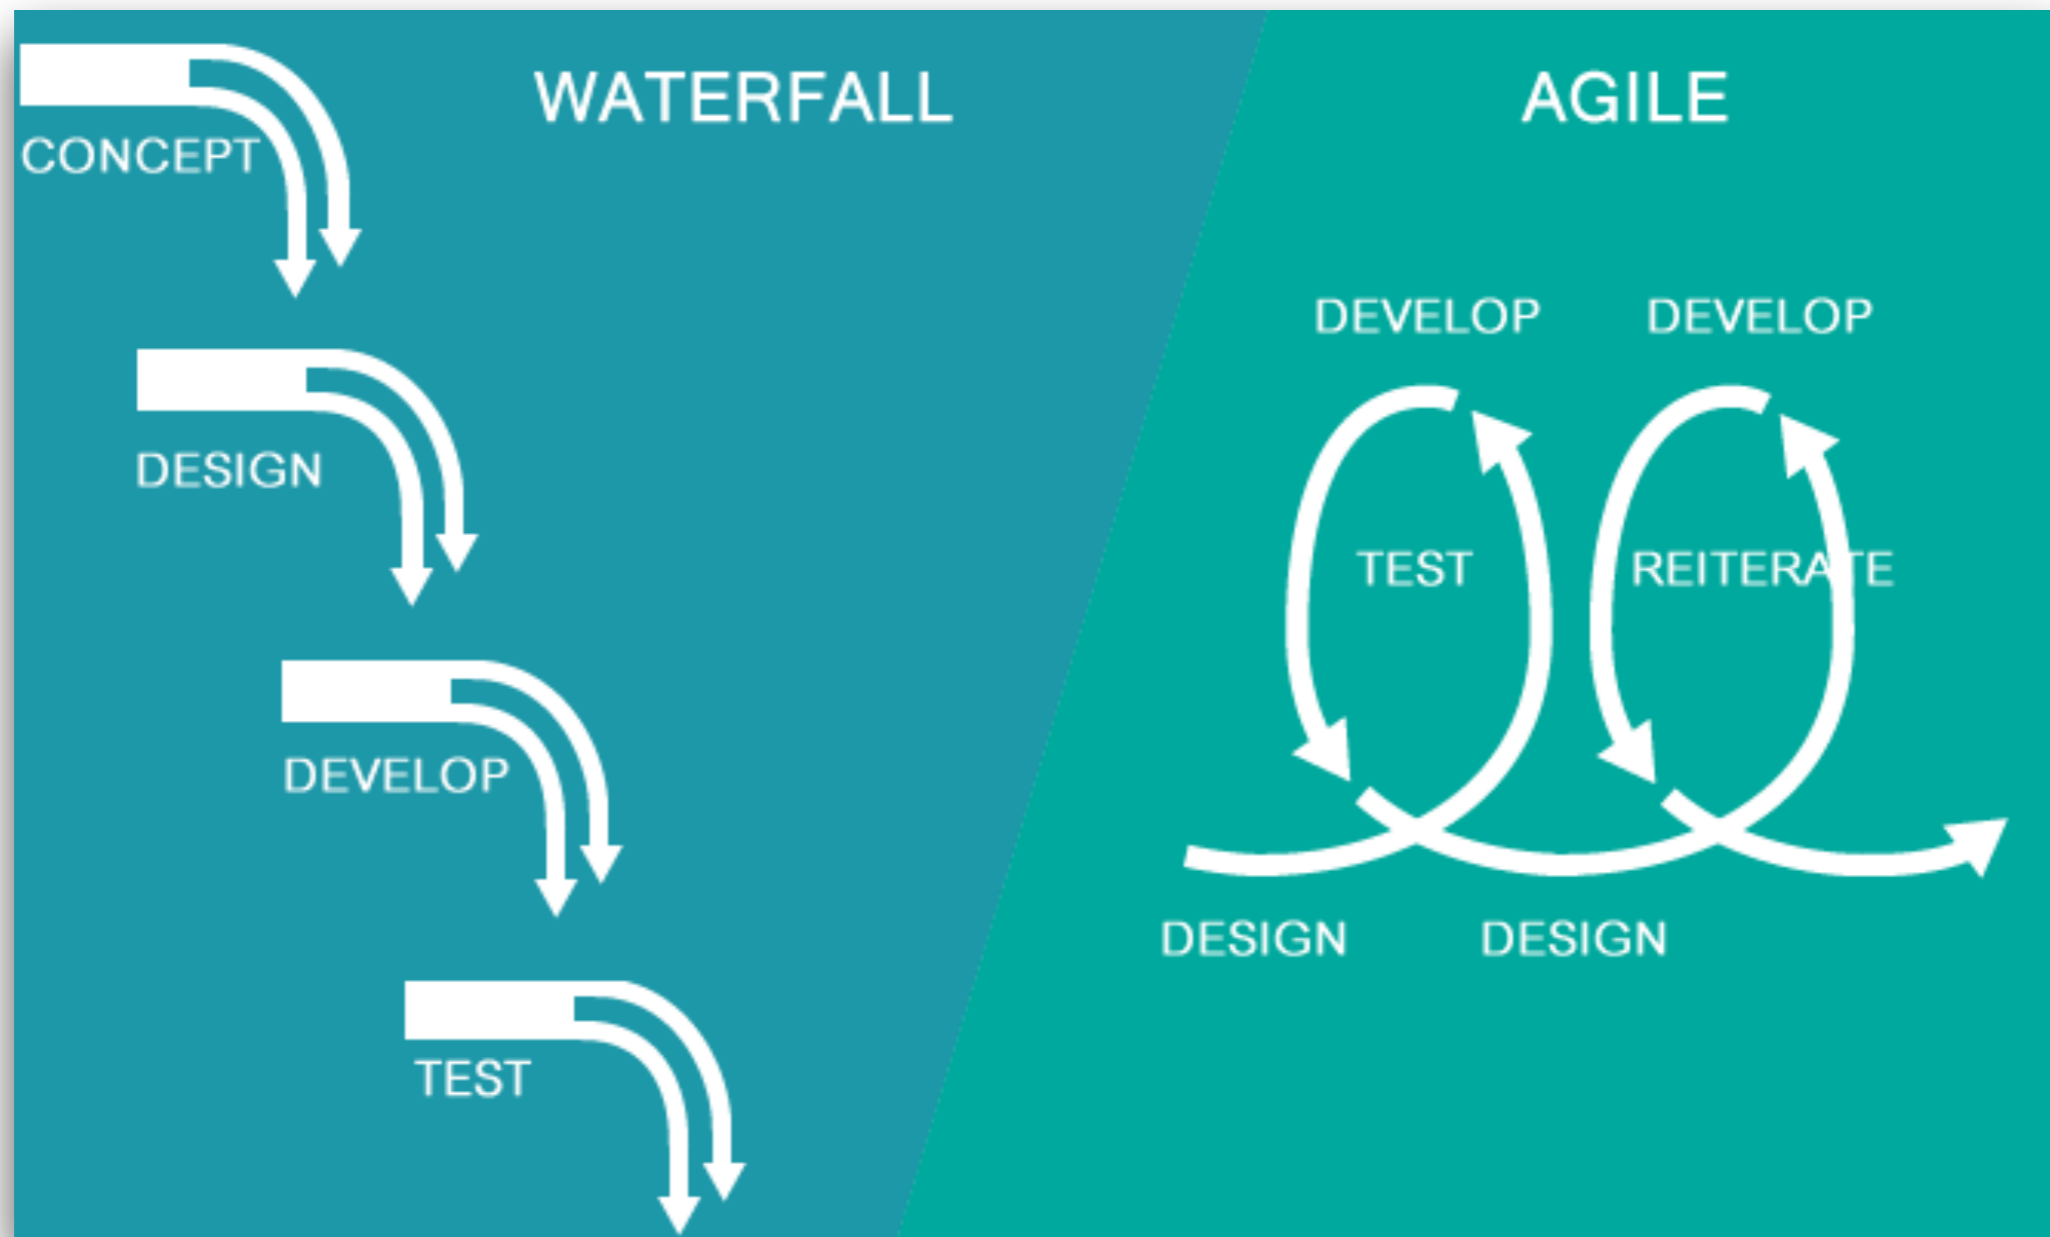 WATERFALL
CONCEPT
DESIGN
DEVELOP
TEST
AGILE
DEVELOP DEVELOP
TEST REITERATE
DESIGN DESIGN